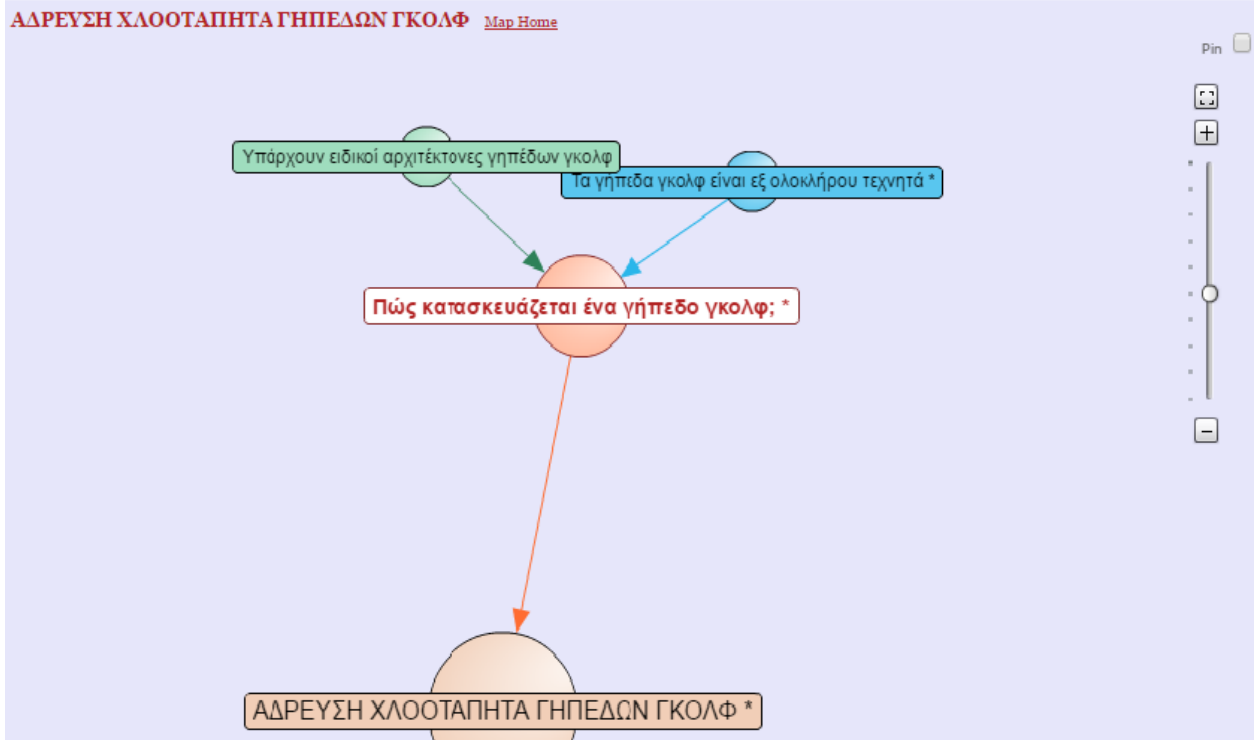 ΑΔΡΕΥΣΗ ΧΛΟΟΤΑΠΗΤΑ ΓΗΠΕΔΩΝ ΓΚΟΛΦ Map Home
Pin
Υπάρχουν ειδικοί αρχιτέκτονες γηπέδων γκολφ
Τα γήπεδα γκολφ είναι εξ ολοκλήρου τεχνητά *
Πώς κατασκευάζεται ένα γήπεδο γκολφ; *
ΑΔΡΕΥΣΗ ΧΛΟΟΤΑΠΗΤΑ ΓΗΠΕΔΩΝ ΓΚΟΛΦ *